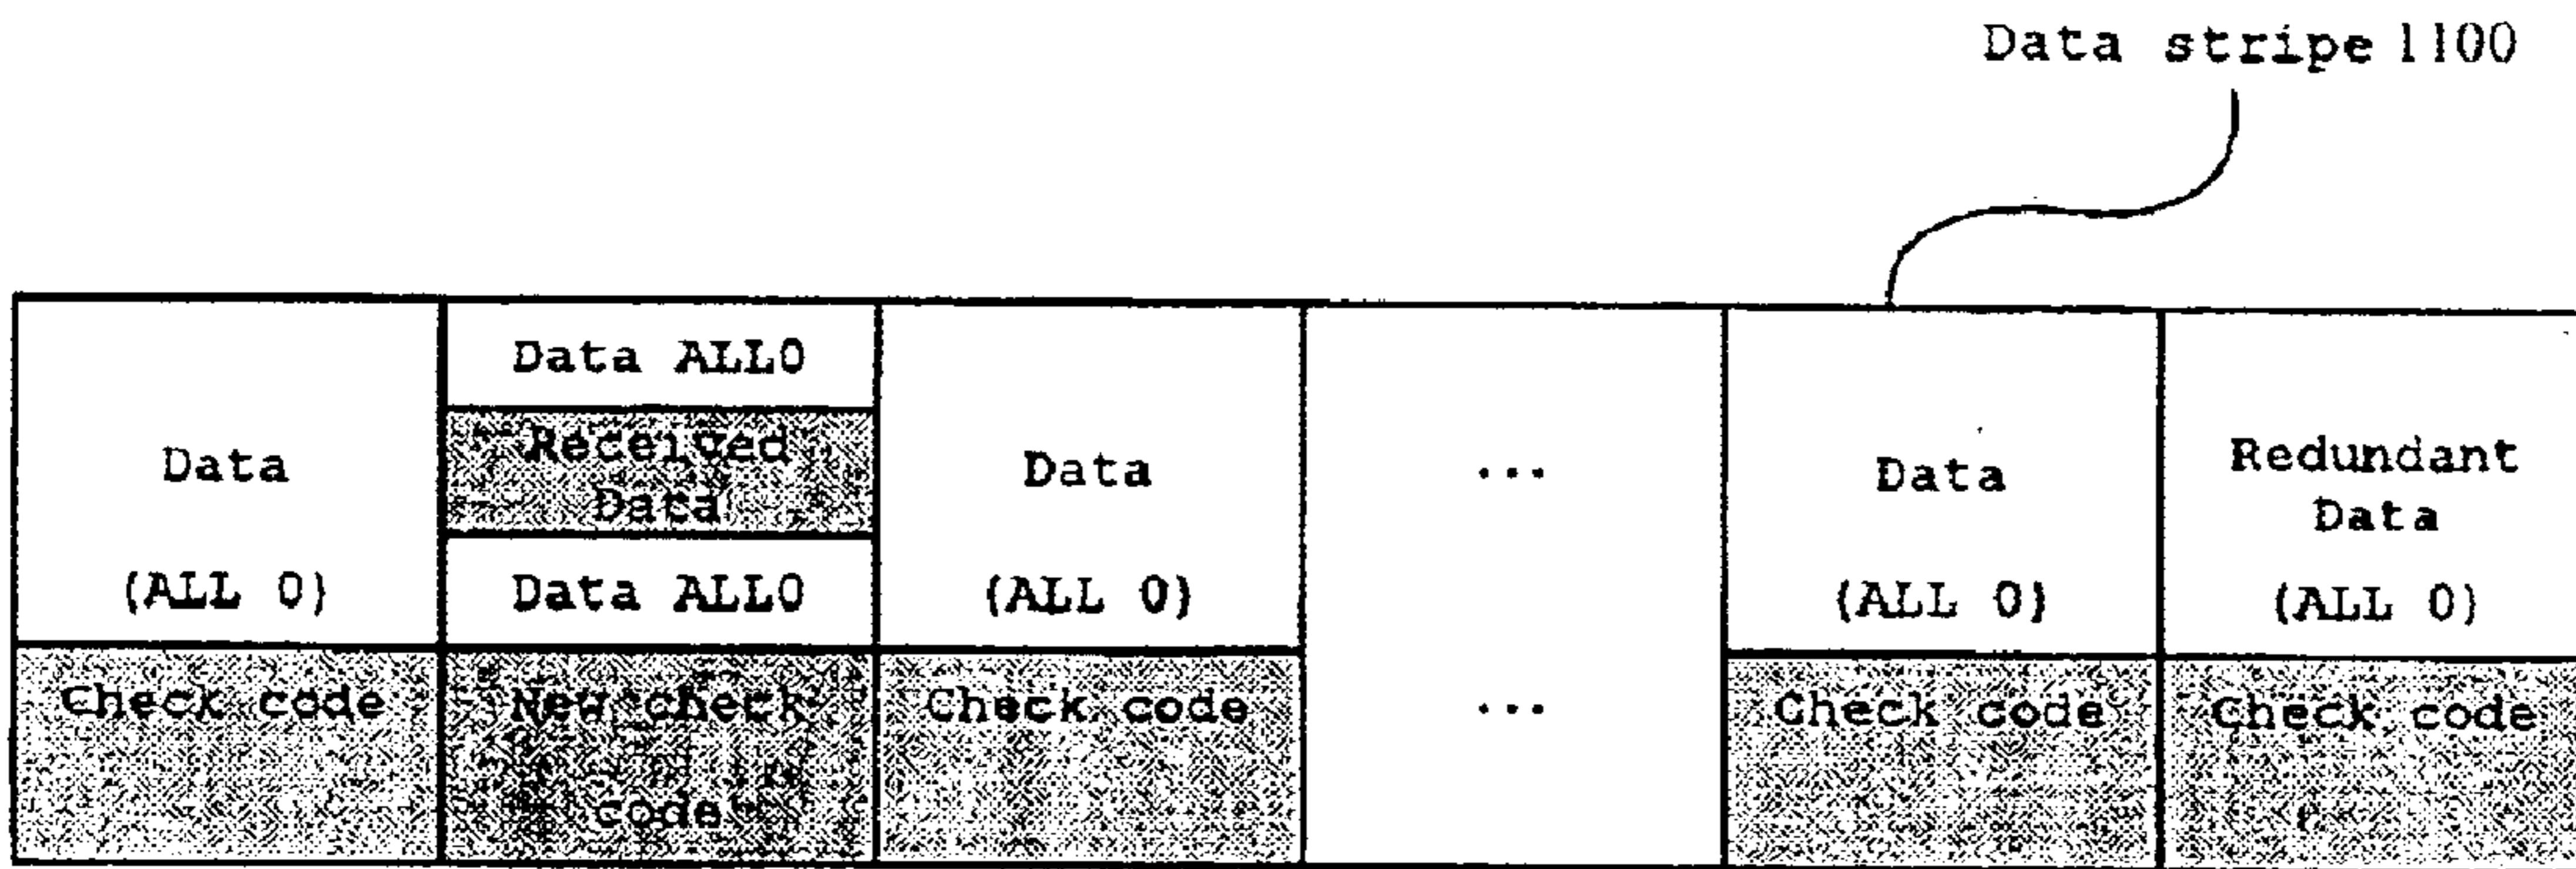 Data stripe 1100
Data
(ALL 0)
Check code
Data ALL0
Received
Data
Data ALL0
New check
code
Data
(ALL 0)
Check code
...
...
Data
(ALL 0)
Check code
Redundant
Data
(ALL 0)
Check code